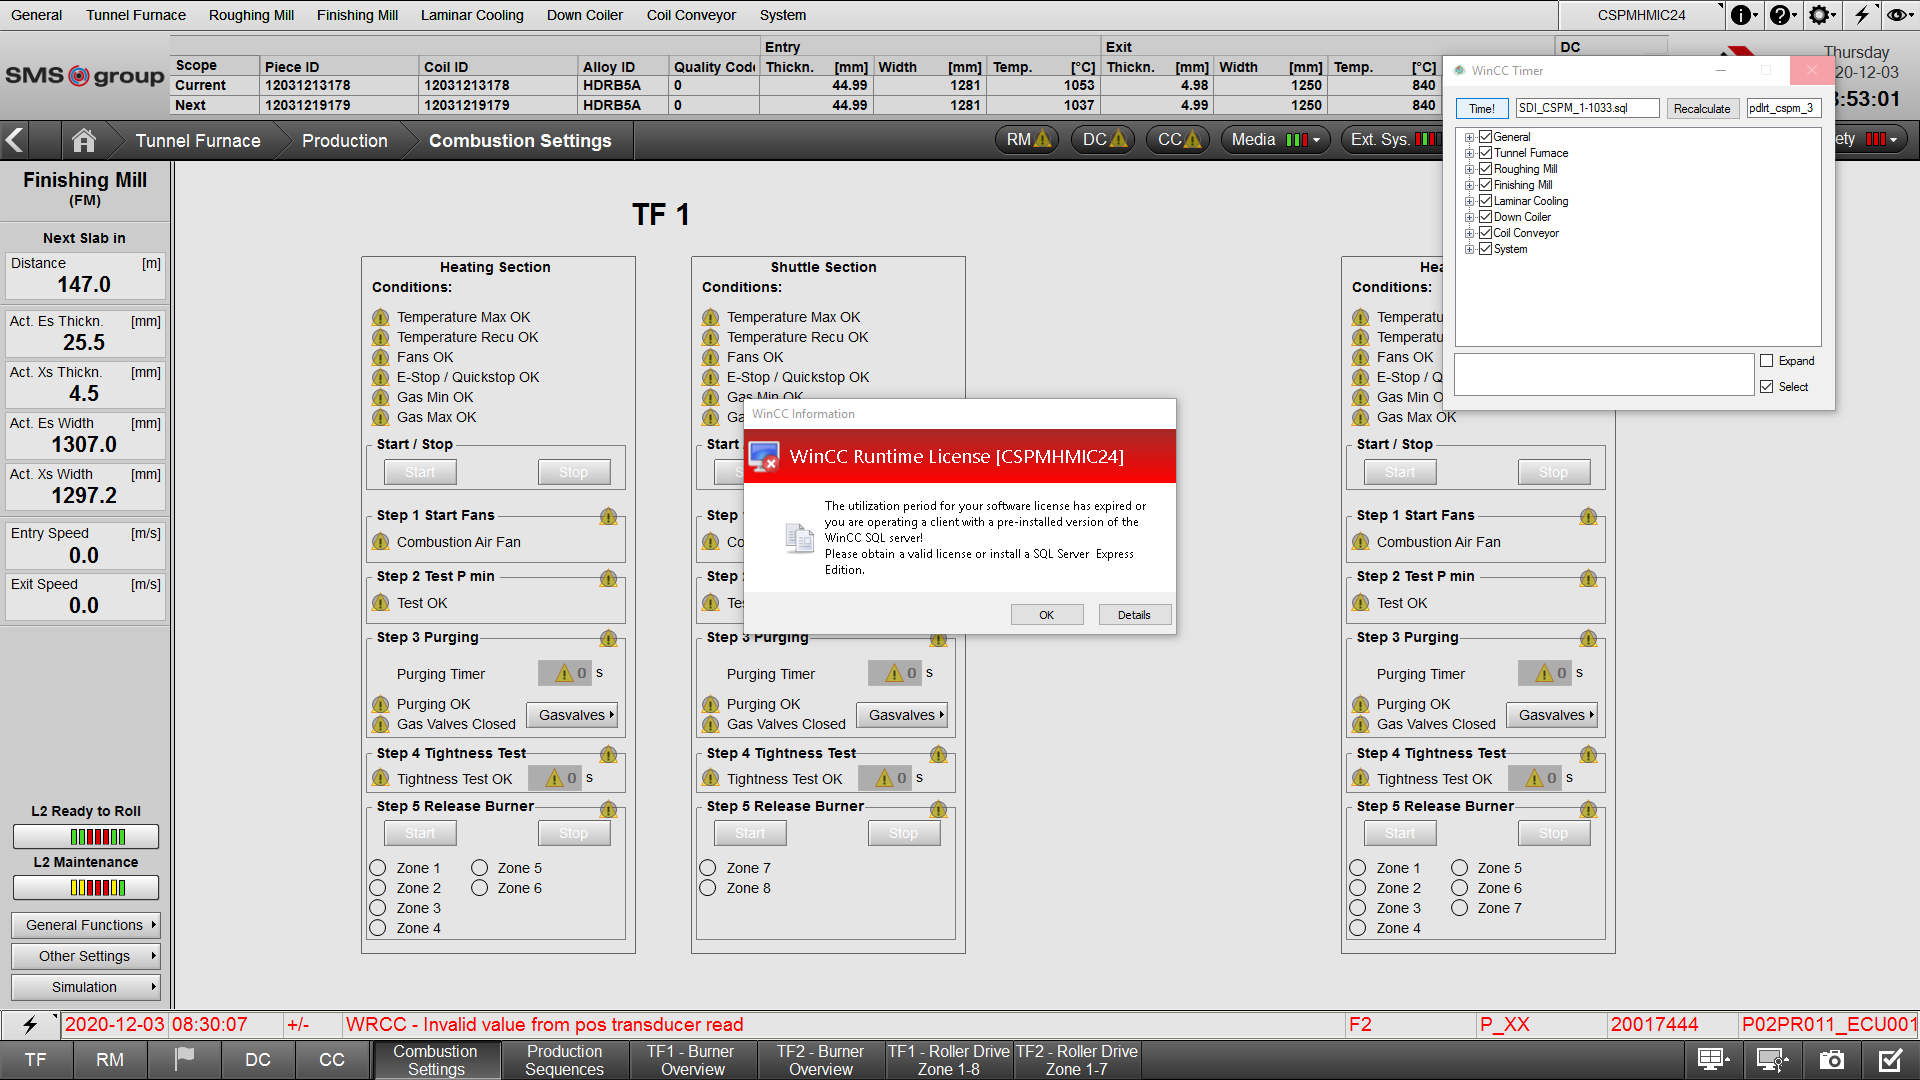 General Tunnel Furnace Roughing Mill Finishing Mill Laminar Cooling Down Coiler Coil Conveyor System CSPMHMIC24
SMS group
Entry Exit DC
Scope Piece ID Coil ID Alloy ID Quality Code Thickn. [mm] Width [mm] Temp. [°C] Thickn. [mm] Width [mm] Temp. [°C]
Current 12031213178 12031213178 HDRB5A 0 44.99 1281 1053 4.98 1250 840
Next 12031219179 12031219179 HDRB5A 0 44.99 1281 1037 4.99 1250 840
Thursday
20-12-03
:53:01
Tunnel Furnace Production Combustion Settings RM DC CC Media Ext. Sys. ety
WinCC Timer
Time! SDI_CSPM_1-1033.sql Recalculate pdlrt_cspm_3
General
Tunnel Furnace
Roughing Mill
Finishing Mill
Laminar Cooling
Down Coiler
Coil Conveyor
System
Expand
Select
Finishing Mill
(FM)
Next Slab in
Distance [m]
147.0
Act. Es Thickn. [mm]
25.5
Act. Xs Thickn. [mm]
4.5
Act. Es Width [mm]
1307.0
Act. Xs Width [mm]
1297.2
Entry Speed [m/s]
0.0
Exit Speed [m/s]
0.0
L2 Ready to Roll
L2 Maintenance
General Functions
Other Settings
Simulation
TF 1
Heating Section
Conditions:
Temperature Max OK
Temperature Recu OK
Fans OK
E-Stop / Quickstop OK
Gas Min OK
Gas Max OK
Start / Stop
Start Stop
Step 1 Start Fans
Combustion Air Fan
Step 2 Test P min
Test OK
Step 3 Purging
Purging Timer 0 s
Purging OK
Gas Valves Closed Gasvalves
Step 4 Tightness Test
Tightness Test OK 0 s
Step 5 Release Burner
Start Stop
Zone 1 Zone 5
Zone 2 Zone 6
Zone 3
Zone 4
Shuttle Section
Conditions:
Temperature Max OK
Temperature Recu OK
Fans OK
E-Stop / Quickstop OK
Gas Min OK
Ga
Start
S
Step 1
Co
Step 2
Te
Step 3 Purging
Purging Timer 0 s
Purging OK
Gas Valves Closed Gasvalves
Step 4 Tightness Test
Tightness Test OK 0 s
Step 5 Release Burner
Start Stop
Zone 7
Zone 8
WinCC Information
WinCC Runtime License [CSPMHMIC24]
The utilization period for your software license has expired or
you are operating a client with a pre-installed version of the
WinCC SQL server!
Please obtain a valid license or install a SQL Server Express
Edition.
OK Details
Hea
Conditions:
Temperatu
Temperatu
Fans OK
E-Stop / Q
Gas Min O
Gas Max OK
Start / Stop
Start Stop
Step 1 Start Fans
Combustion Air Fan
Step 2 Test P min
Test OK
Step 3 Purging
Purging Timer 0 s
Purging OK
Gas Valves Closed Gasvalves
Step 4 Tightness Test
Tightness Test OK 0 s
Step 5 Release Burner
Start Stop
Zone 1 Zone 5
Zone 2 Zone 6
Zone 3 Zone 7
Zone 4
2020-12-03 08:30:07 +/- WRCC - Invalid value from pos transducer read F2 P_XX 20017444 P02PR011_ECU001
TF RM DC CC
Combustion Settings
Production Sequences
TF1 - Burner Overview
TF2 - Burner Overview
TF1 - Roller Drive Zone 1-8
TF2 - Roller Drive Zone 1-7